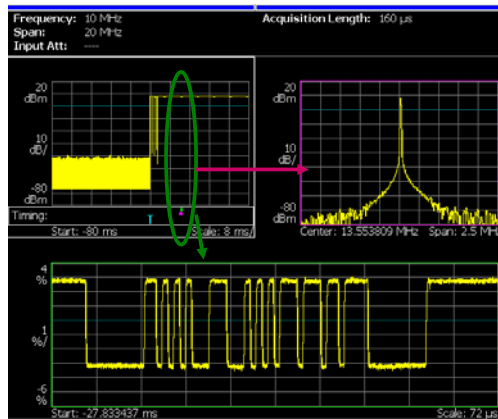 Frequency: 10 MHz
Acquisition Length: 160 µs
Span: 20 MHz
Input Att: ----
20
dBm
10
dB/
-80
dBm
Timing:
Start: -80 ms
Scale: 8 ms/
20
dBm
10
dB/
-80
dBm
Center: 13.553809 MHz
Span: 2.5 MHz
4
%
1
%/
-6
%
Start: -27.833437 ms
Scale: 72 µs